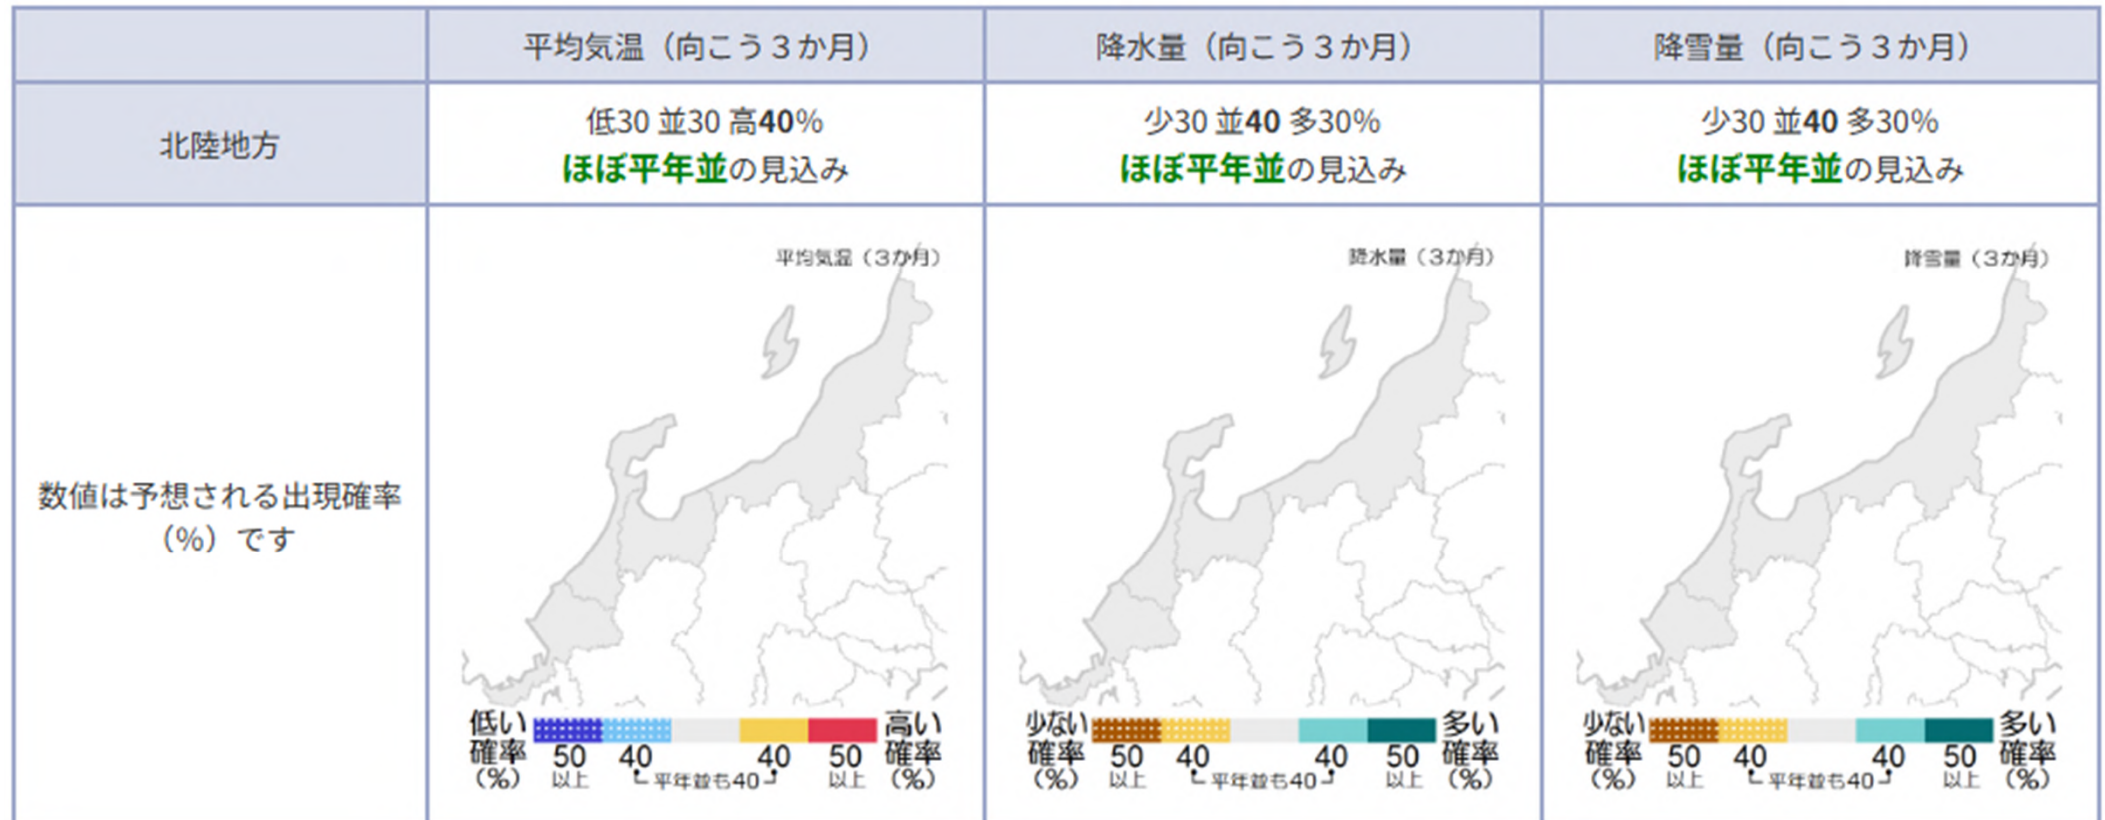 平均気温（向こう３か月）
降水量（向こう３か月）
降雪量（向こう３か月）
北陸地方
低30 並30 高40%
ほぼ平年並の見込み
少30 並40 多30%
ほぼ平年並の見込み
少30 並40 多30%
ほぼ平年並の見込み
数値は予想される出現確率
（%）です
平均気温（３か月）
低い
確率
（%）
50
以上
40
平年並も40
40
50
以上
高い
確率
（%）
降水量（３か月）
少ない
確率
（%）
50
以上
40
平年並も40
40
50
以上
多い
確率
（%）
降雪量（３か月）
少ない
確率
（%）
50
以上
40
平年並も40
40
50
以上
多い
確率
（%）